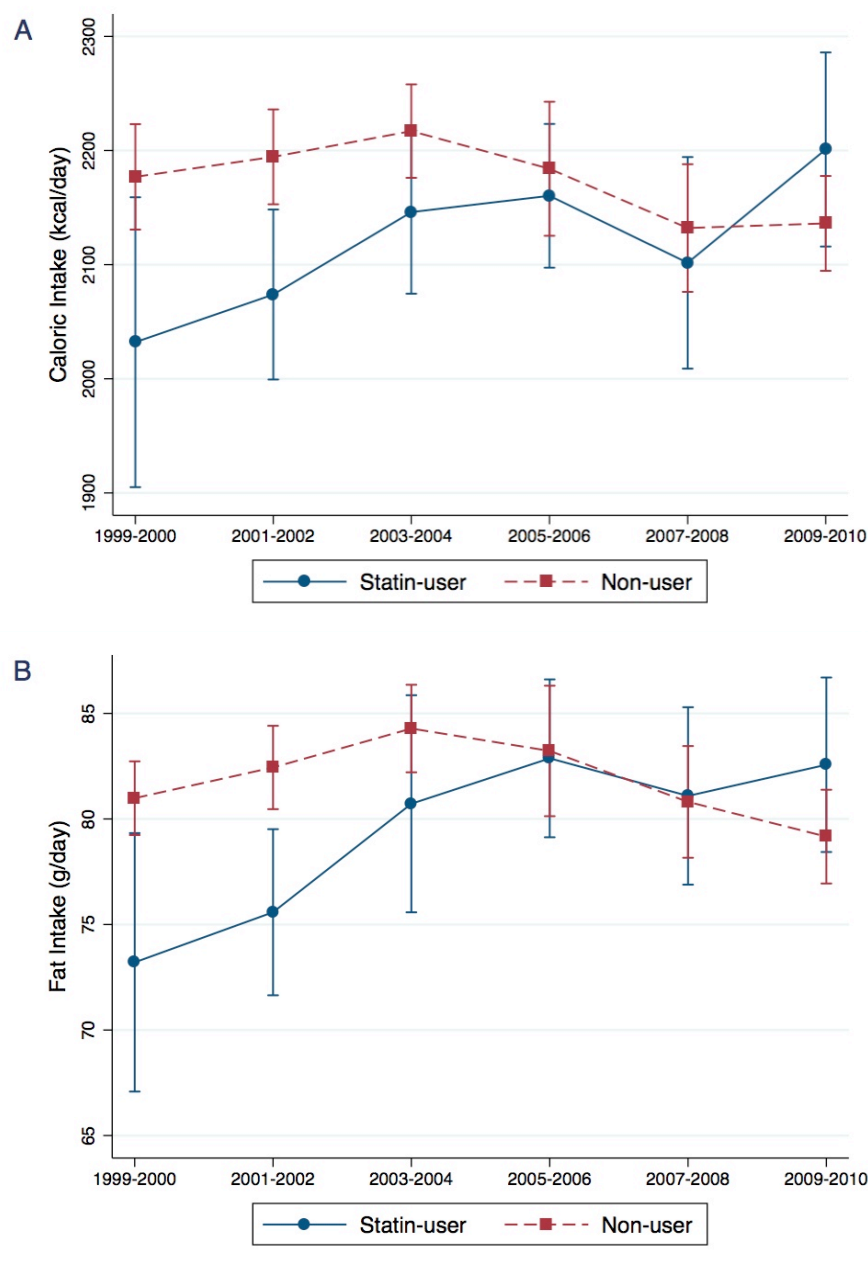 A
Caloric Intake (kcal/day)
2300
2200
2100
2000
1900
1999-2000 2001-2002 2003-2004 2005-2006 2007-2008 2009-2010
Statin-user Non-user
B
Fat Intake (g/day)
85
80
75
70
65
1999-2000 2001-2002 2003-2004 2005-2006 2007-2008 2009-2010
Statin-user Non-user